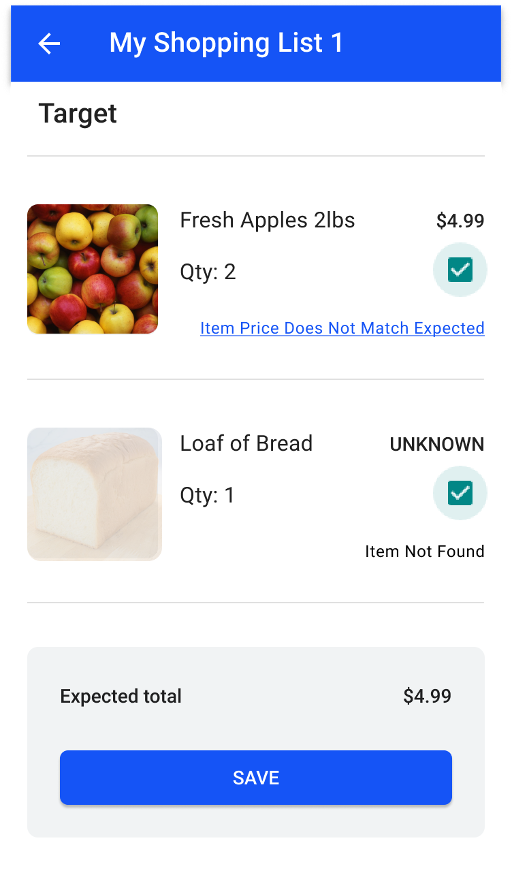 My Shopping List 1
Target
Fresh Apples 2lbs
$4.99
Qty: 2
Item Price Does Not Match Expected
Loaf of Bread
UNKNOWN
Qty: 1
Item Not Found
Expected total
$4.99
SAVE